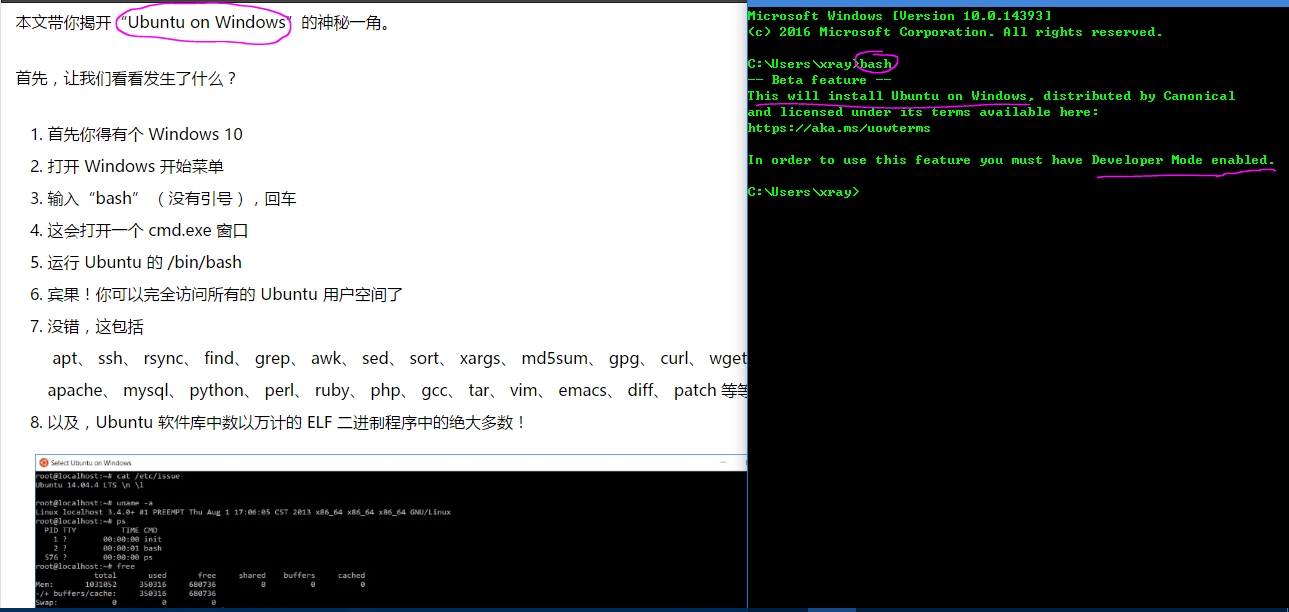 本文带你揭开“Ubuntu on Windows”的神秘一角。
首先，让我们看看发生了什么？
1. 首先你得有个 Windows 10
2. 打开 Windows 开始菜单
3. 输入“bash”（没有引号），回车
4. 这会打开一个 cmd.exe 窗口
5. 运行 Ubuntu 的 /bin/bash
6. 宾果！你可以完全访问所有的 Ubuntu 用户空间了
7. 没错，这包括
apt、 ssh、 rsync、 find、 grep、 awk、 sed、 sort、 xargs、 md5sum、 gpg、 curl、 wget
apache、 mysql、 python、 perl、 ruby、 php、 gcc、 tar、 vim、 emacs、 diff、 patch 等等
8. 以及，Ubuntu 软件库中数以万计的 ELF 二进制程序中的绝大多数！
Select Ubuntu on Windows
root@localhost:~# cat /etc/issue
Ubuntu 14.04.4 LTS \n \l
root@localhost:~# uname -a
Linux localhost 3.4.0+ #1 PREEMPT Thu Aug 1 17:06:05 CST 2013 x86_64 x86_64 x86_64 GNU/Linux
root@localhost:~# ps
PID TTY TIME CMD
1 ? 00:00:00 init
2 ? 00:00:01 bash
576 ? 00:00:00 ps
root@localhost:~# free
total used free shared buffers cached
Mem: 1031052 350316 680736 0 0 0
-/+ buffers/cache: 350316 680736
Swap: 0 0 0
Microsoft Windows [Version 10.0.14393]
(c) 2016 Microsoft Corporation. All rights reserved.
C:\Users\xray>bash
-- Beta feature --
This will install Ubuntu on Windows, distributed by Canonical
and licensed under its terms available here:
https://aka.ms/uowterms
In order to use this feature you must have Developer Mode enabled.
C:\Users\xray>